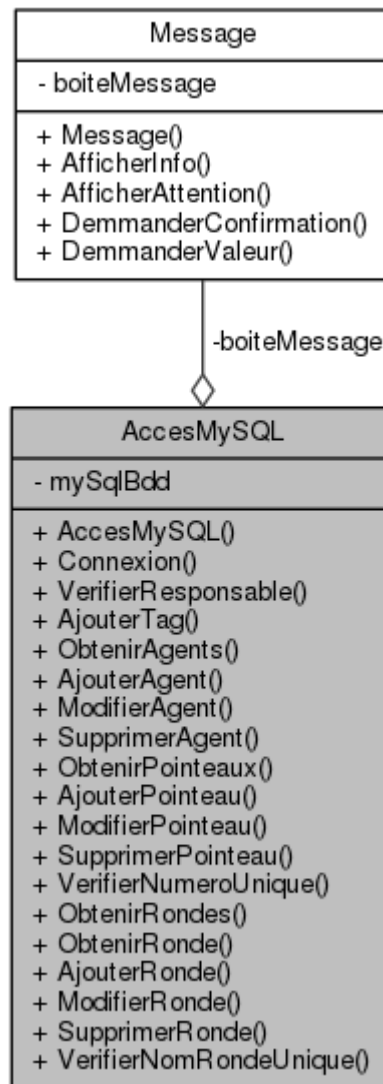 Message
- boiteMessage
+ Message()
+ AfficherInfo()
+ AfficherAttention()
+ DemmanderConfirmation()
+ DemmanderValeur()
-boiteMessage
AccesMySQL
- mySqlBdd
+ AccesMySQL()
+ Connexion()
+ VerifierResponsable()
+ AjouterTag()
+ ObtenirAgents()
+ AjouterAgent()
+ ModifierAgent()
+ SupprimerAgent()
+ ObtenirPointeaux()
+ AjouterPointeau()
+ ModifierPointeau()
+ SupprimerPointeau()
+ VerifierNumeroUnique()
+ ObtenirRondes()
+ ObtenirRonde()
+ AjouterRonde()
+ ModifierRonde()
+ SupprimerRonde()
+ VerifierNomRondeUnique()